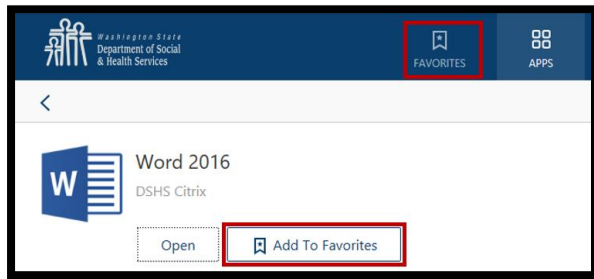 Washington State
Department of Social
& Health Services
FAVORITES
APPS
Word 2016
W
DSHS Citrix
Open
Add To Favorites